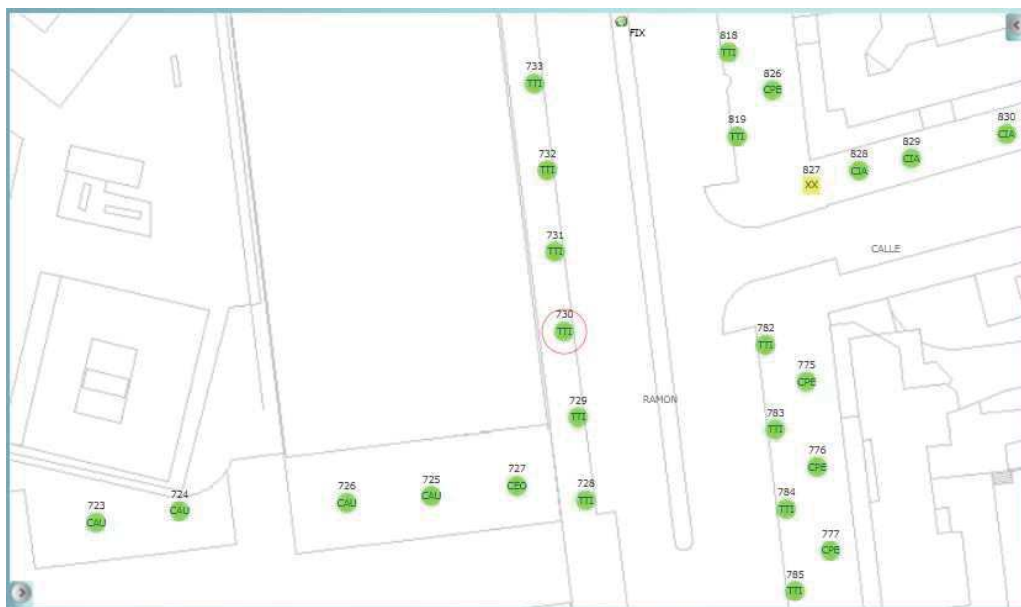 FIX
818
TTI
733
TTI
826
CPE
819
TTI
830
CIA
829
CIA
732
TTI
828
CIA
827
XX
731
TTI
CALLE
730
TTI
782
TTI
775
CPE
RAMON
729
TTI
783
TTI
776
CPE
727
CEO
725
CAU
726
CAU
728
TTI
784
TTI
724
CAU
723
CAU
777
CPE
785
TTI